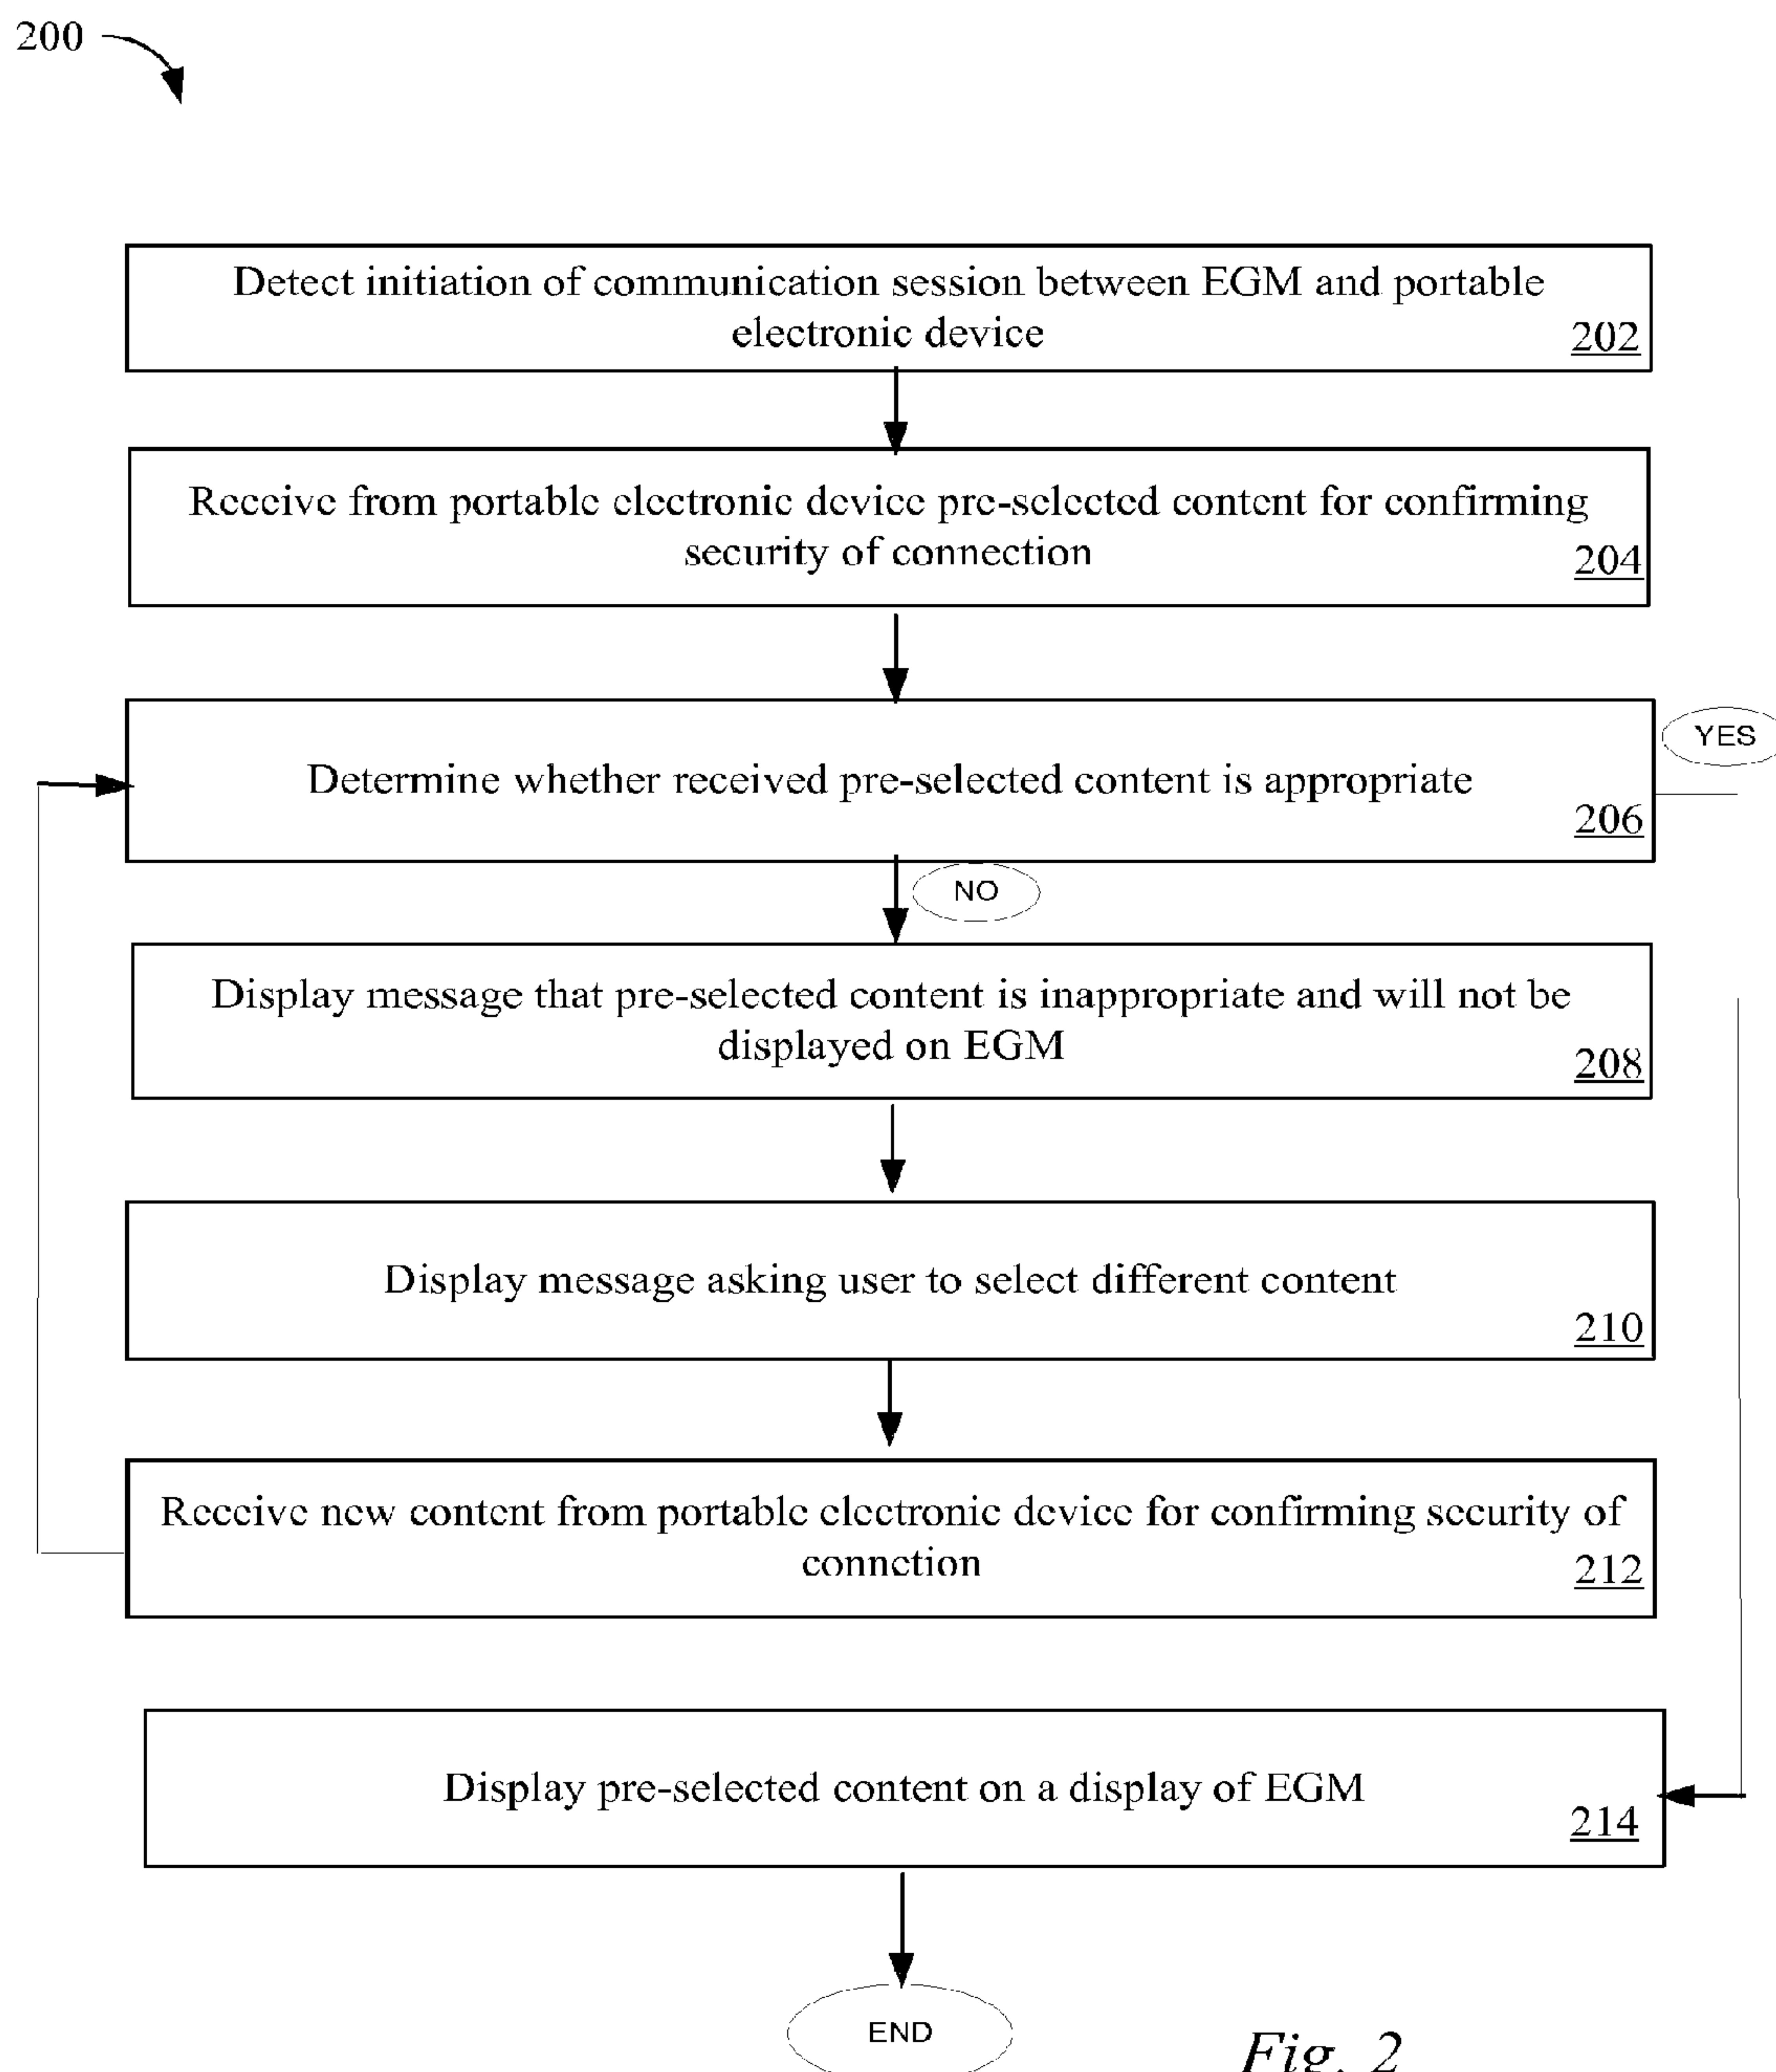 200
Detect initiation of communication session between EGM and portable
electronic device
202
Receive from portable electronic device pre-selected content for confirming
security of connection
204
Determine whether received pre-selected content is appropriate
206
YES
NO
Display message that pre-selected content is inappropriate and will not be
displayed on EGM
208
Display message asking user to select different content
210
Receive new content from portable electronic device for confirming security of
connction
212
Display pre-selected content on a display of EGM
214
END
Fig. 2